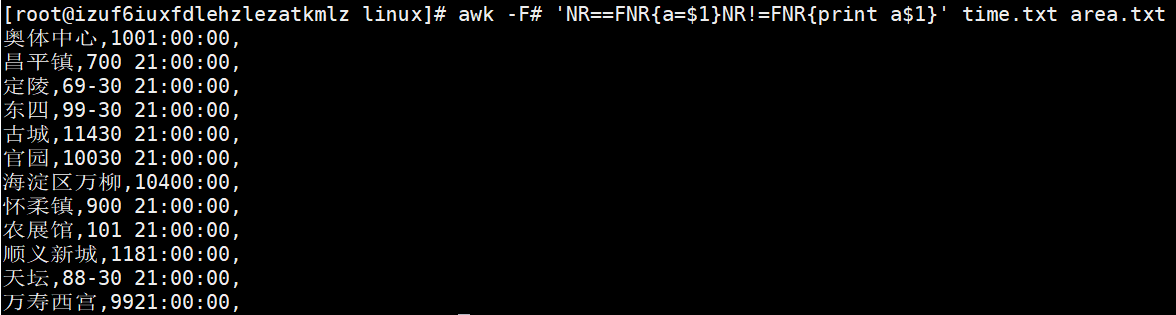 [root@izuf6iuxfdlehzlezatkmlz linux]# awk -F# 'NR==FNR{a=$1}NR!=FNR{print a$1}' time.txt area.txt
奥体中心,1001:00:00,
昌平镇,700 21:00:00,
定陵,69-30 21:00:00,
东四,99-30 21:00:00,
古城,11430 21:00:00,
官园,10030 21:00:00,
海淀区万柳,10400:00,
怀柔镇,900 21:00:00,
农展馆,101 21:00:00,
顺义新城,1181:00:00,
天坛,88-30 21:00:00,
万寿西宫,9921:00:00,